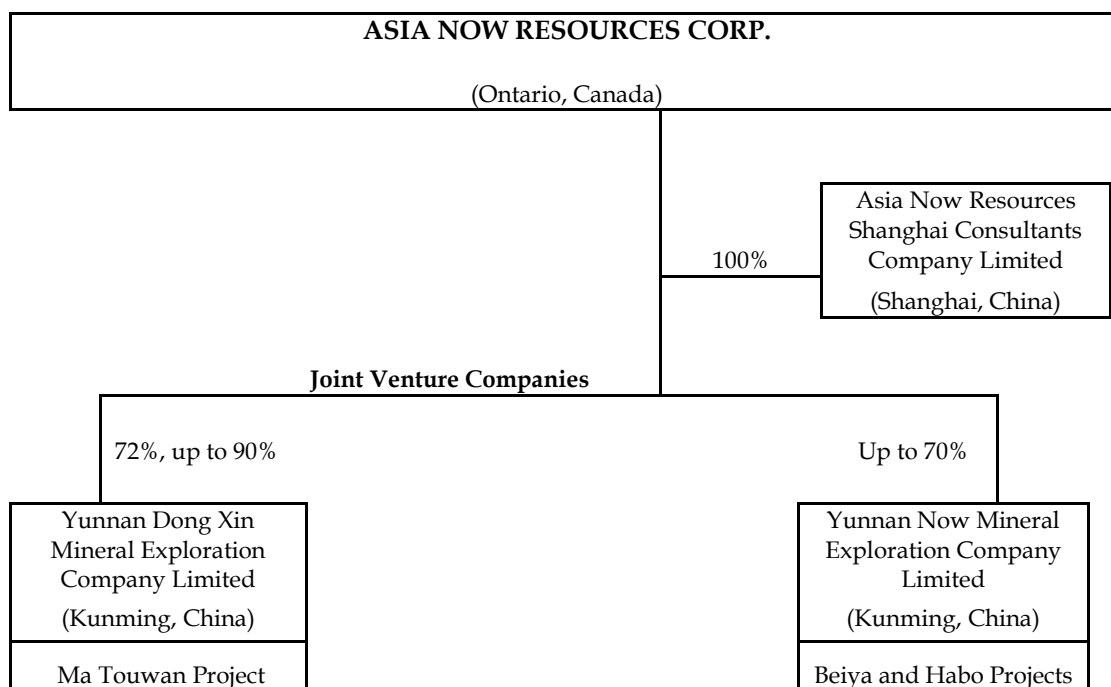 ASIA NOW RESOURCES CORP.
(Ontario, Canada)
Asia Now Resources
Shanghai Consultants
Company Limited
(Shanghai, China)
100%
Joint Venture Companies
72%, up to 90%
Up to 70%
Yunnan Dong Xin
Mineral Exploration
Company Limited
(Kunming, China)
Ma Touwan Project
Yunnan Now Mineral
Exploration Company
Limited
(Kunming, China)
Beiya and Habo Projects